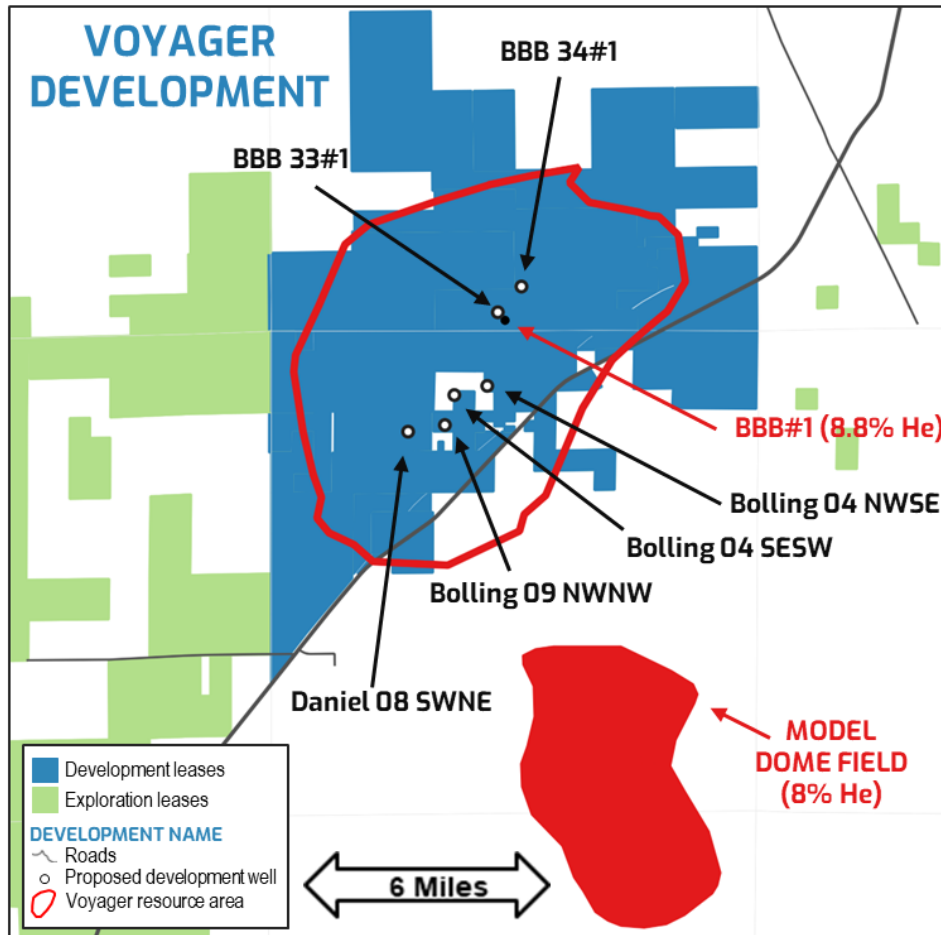 VOYAGER
DEVELOPMENT
BBB 34#1
BBB 33#1
BBB#1 (8.8% He)
Bolling 04 NWSE
Bolling 04 SESW
Bolling 09 NWNW
Daniel 08 SWNE
MODEL
DOME FIELD
(8% He)
Development leases
Exploration leases
DEVELOPMENT NAME
Roads
Proposed development well
Voyager resource area
6 Miles